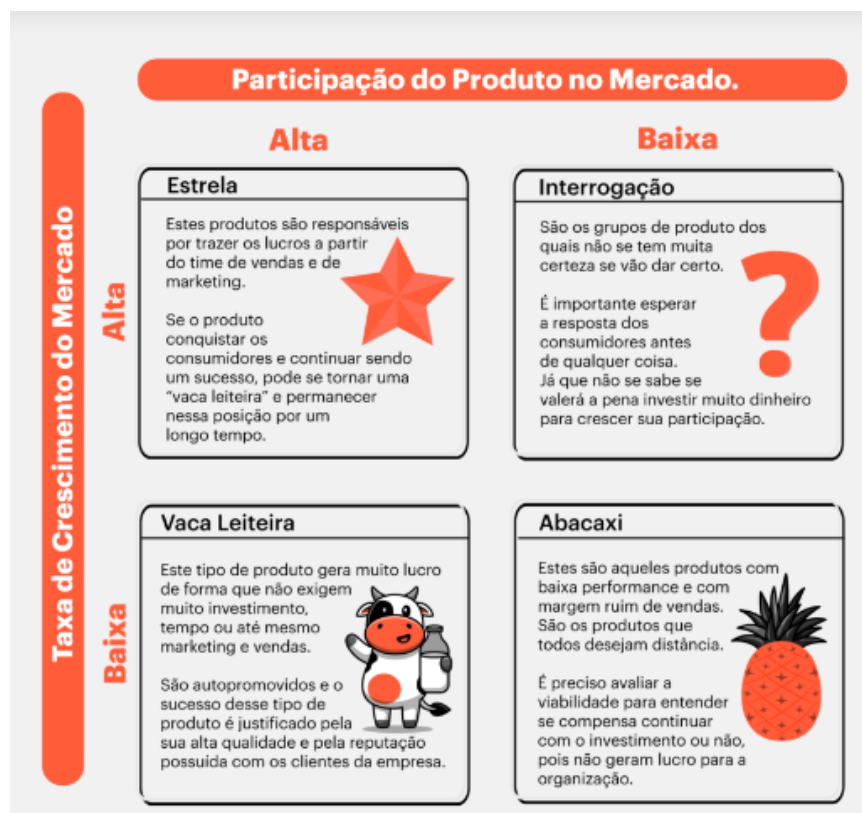 Participação do Produto no Mercado.
Alta
Baixa
Taxa de Crescimento do Mercado
Alta
Estrela
Estes produtos são responsáveis
por trazer os lucros a partir
do time de vendas e de
marketing.
Se o produto
conquistar os
consumidores e continuar sendo
um sucesso, pode se tornar uma
“vaca leiteira” e permanecer
nessa posição por um
longo tempo.
Interrogação
São os grupos de produto dos
quais não se tem muita
certeza se vão dar certo.
É importante esperar
a resposta dos
consumidores antes
de qualquer coisa.
Já que não se sabe se
valerá a pena investir muito dinheiro
para crescer sua participação.
?
Baixa
Vaca Leiteira
Este tipo de produto gera muito lucro
de forma que não exigem
muito investimento,
tempo ou até mesmo
marketing e vendas.
São autopromovidos e o
sucesso desse tipo de
produto é justificado pela
sua alta qualidade e pela reputação
possuída com os clientes da empresa.
Abacaxi
Estes são aqueles produtos com
baixa performance e com
margem ruim de vendas.
São os produtos que
todos desejam distância.
É preciso avaliar a
viabilidade para entender
se compensa continuar
com o investimento ou não,
pois não geram lucro para a
organização.